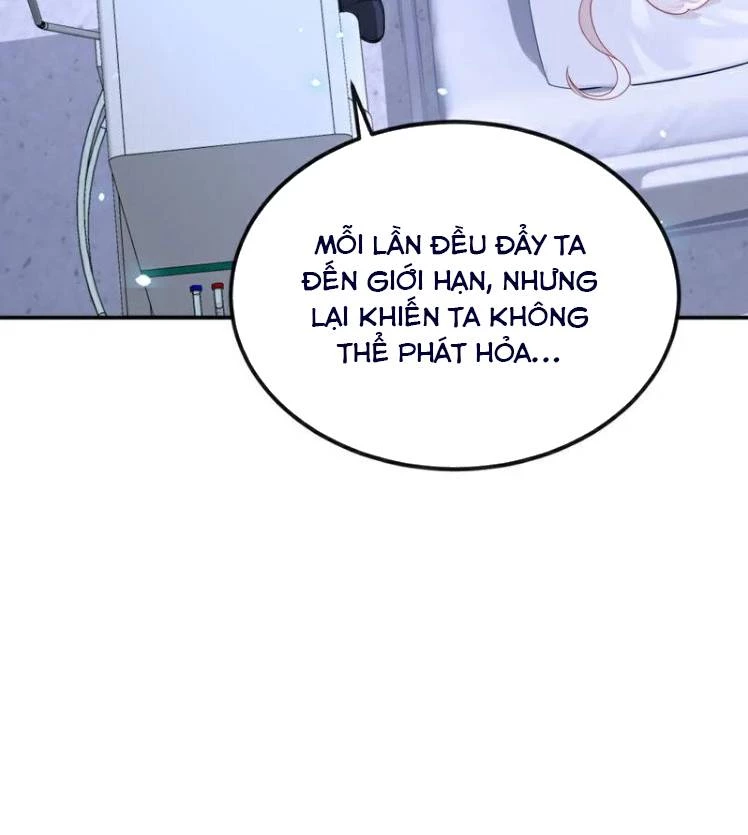 MỖI LẦN ĐỀU ĐẨY TA
ĐẾN GIỚI HẠN, NHƯNG
LẠI KHIẾN TA KHÔNG
THỂ PHÁT HỎA...